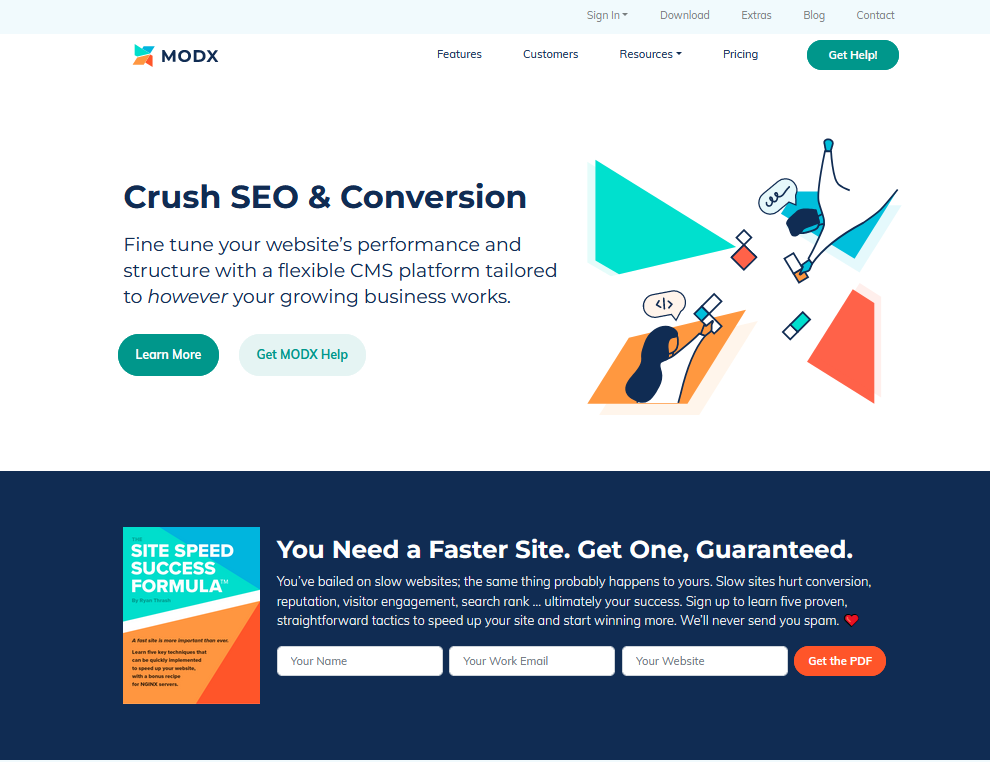 Sign In
Download
Extras
Blog
Contact
MODX
Features
Customers
Resources
Pricing
Get Help!
Crush SEO & Conversion
Fine tune your website's performance and
structure with a flexible CMS platform tailored
to however your growing business works.
Learn More
Get MODX Help
</>
THE
SITE SPEED
SUCCESS
FORMULA™
By Ryan Thrash
A fast site is more important than ever.
Learn five key techniques that
can be quickly implemented
to speed up your website,
with a bonus recipe
for NGINX servers.
You Need a Faster Site. Get One, Guaranteed.
You've bailed on slow websites; the same thing probably happens to yours. Slow sites hurt conversion,
reputation, visitor engagement, search rank ... ultimately your success. Sign up to learn five proven,
straightforward tactics to speed up your site and start winning more. We'll never send you spam. ❤
Your Name
Your Work Email
Your Website
Get the PDF